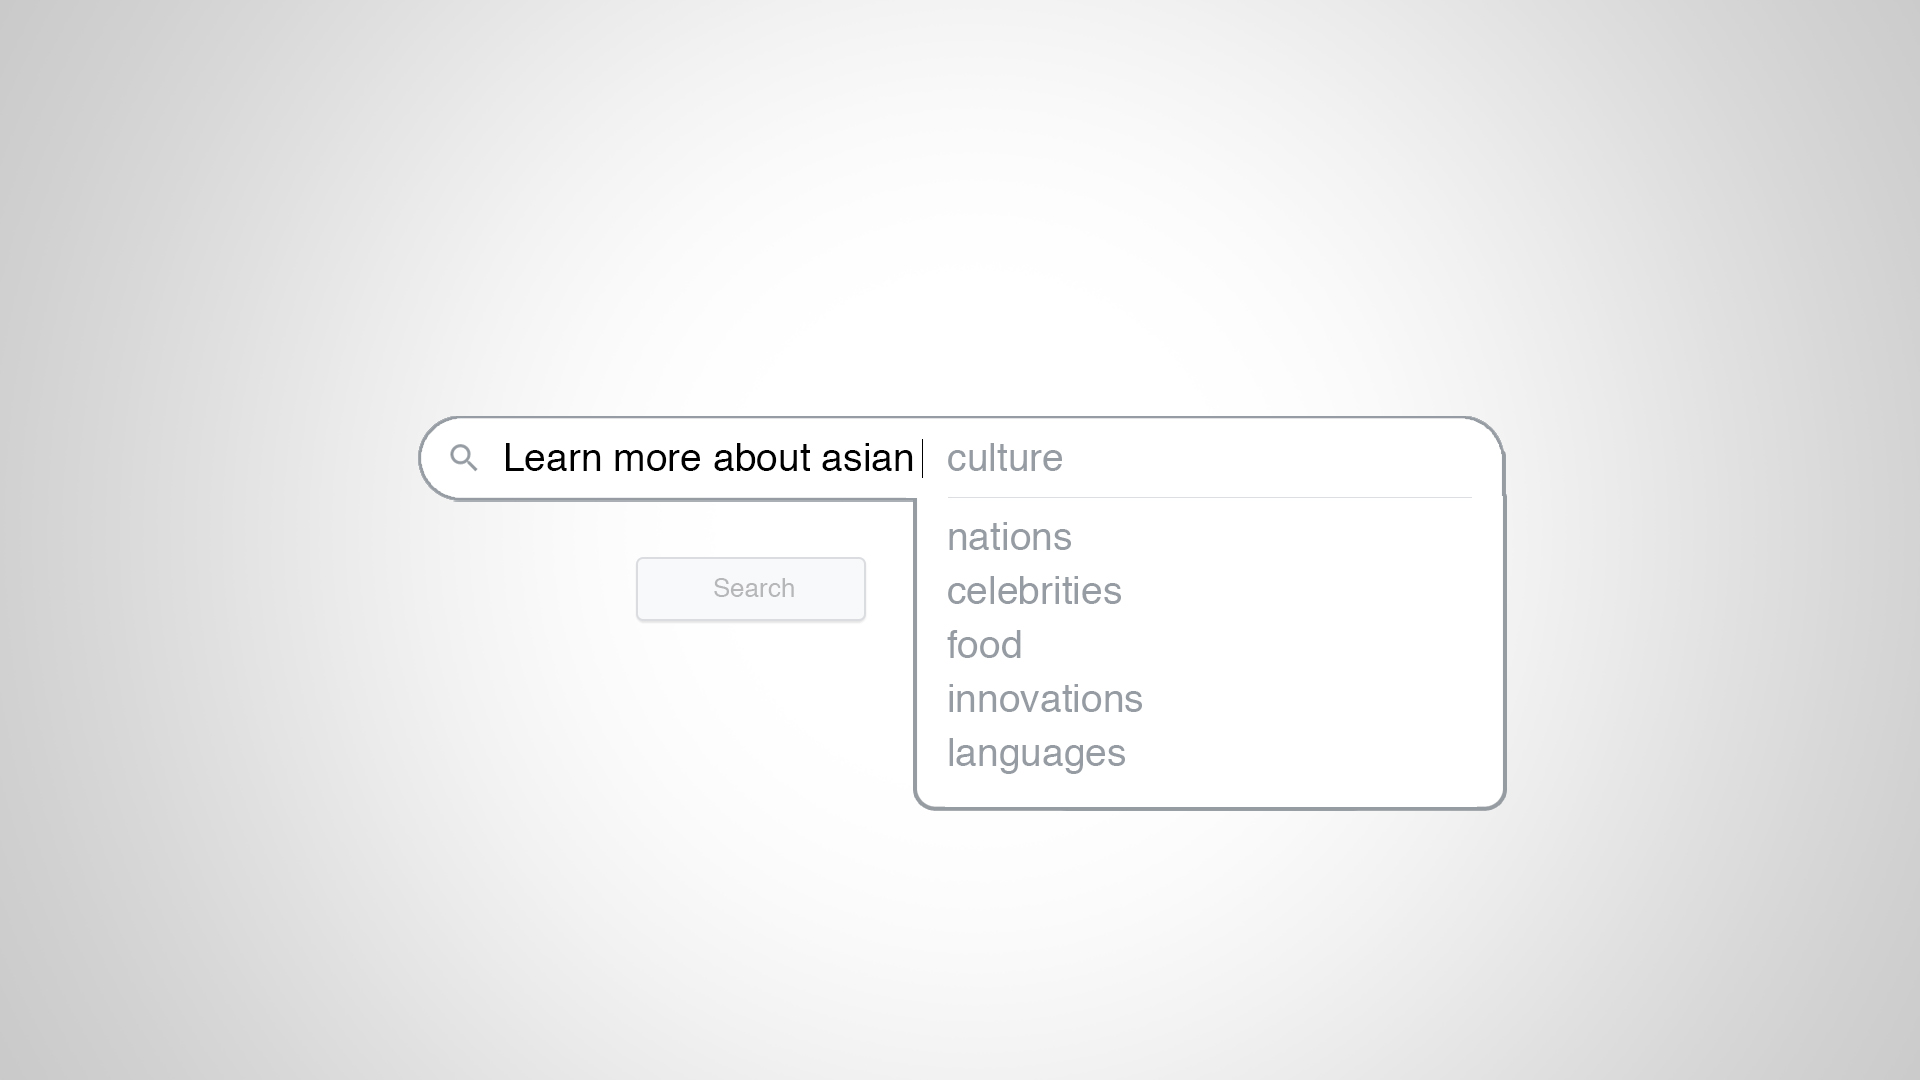 Learn more about asian culture
nations
celebrities
food
innovations
languages
Search